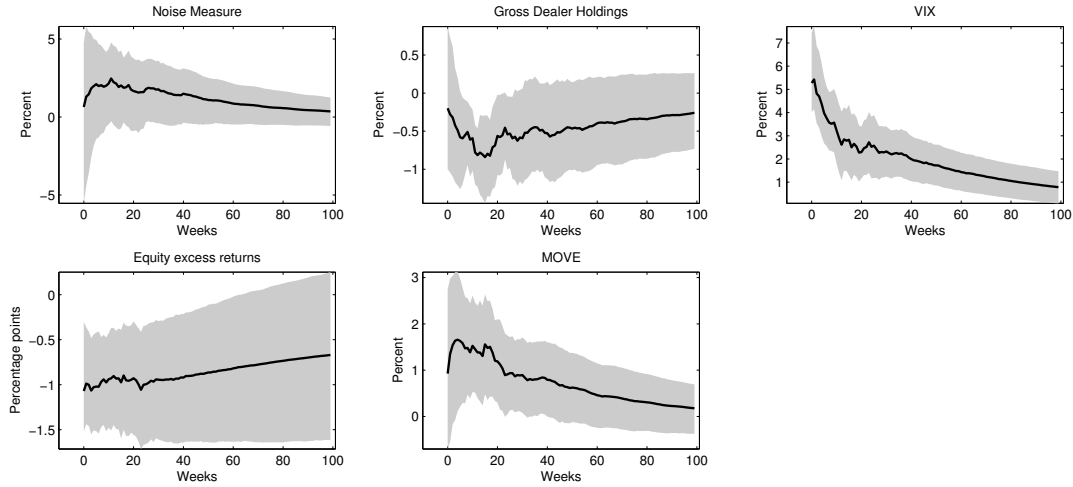 Noise Measure
Percent
5
0
−5
0 20 40 60 80 100
Weeks
Gross Dealer Holdings
Percent
0.5
0
−0.5
−1
0 20 40 60 80 100
Weeks
VIX
Percent
7
6
5
4
3
2
1
0 20 40 60 80 100
Weeks
Equity excess returns
Percentage points
0
−0.5
−1
−1.5
0 20 40 60 80 100
Weeks
MOVE
Percent
3
2
1
0
0 20 40 60 80 100
Weeks